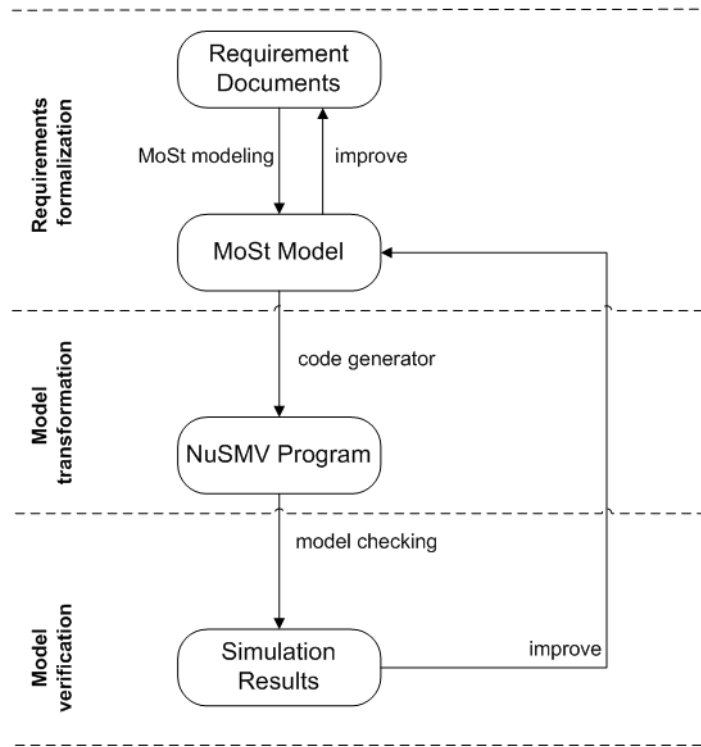 Requirements
formalization
Requirement
Documents
MoSt modeling
improve
MoSt Model
Model
transformation
code generator
NuSMV Program
Model
verification
model checking
Simulation
Results
improve